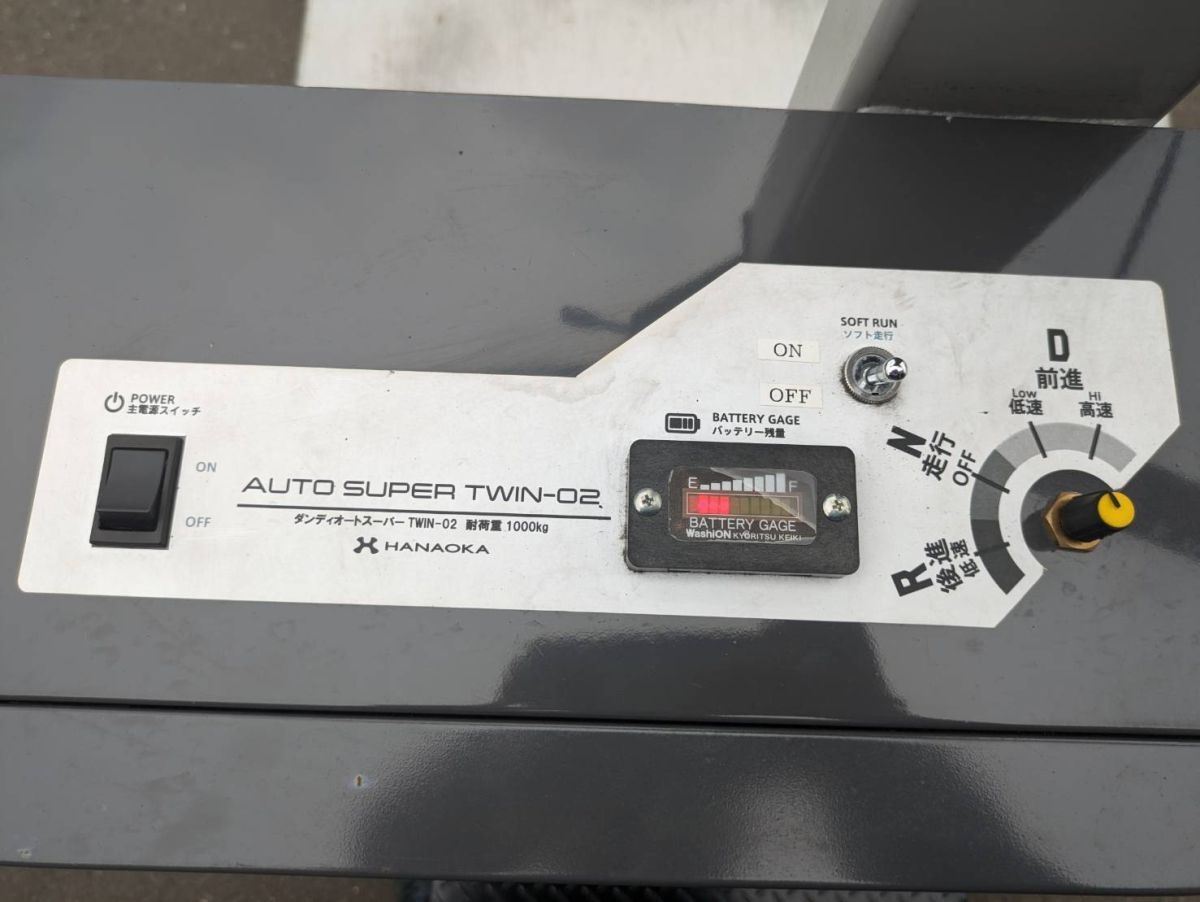 POWER
主電源スイッチ
ON
OFF
AUTO SUPER TWIN-02
ダンディオートスーパー TWIN-02 耐荷重 1000kg
HANAOKA
BATTERY GAGE
バッテリー残量
E F
BATTERY GAGE
WashiON KYORITSU KEIKI
SOFT RUN
ソフト走行
ON
OFF
D
前進
Low
低速
Hi
高速
N
走行
OFF
R
後進
低速